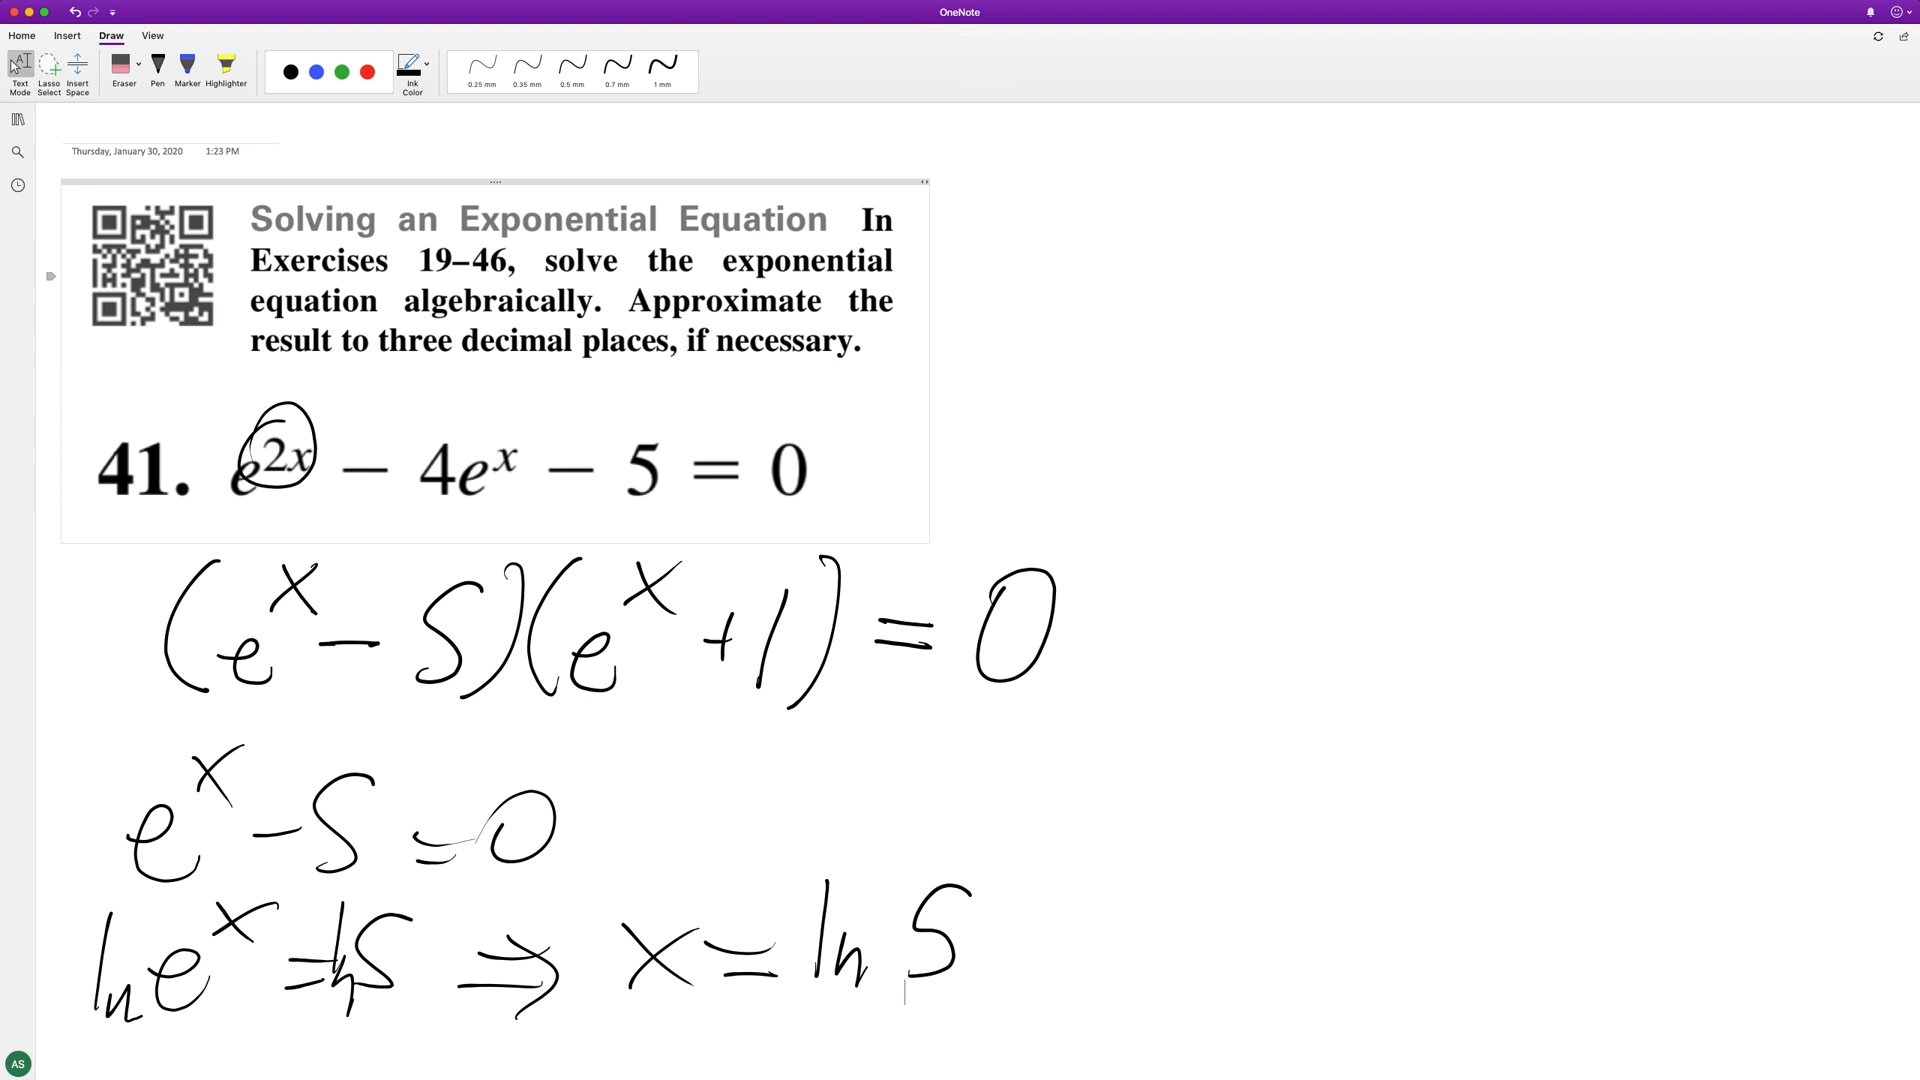 OneNote
Home Insert Draw View
Text Mode Lasso Select Insert Space Eraser Pen Marker Highlighter Ink Color 0.25 mm 0.35 mm 0.5 mm 0.7 mm 1 mm
Thursday, January 30, 2020 1:23 PM
Solving an Exponential Equation In
Exercises 19–46, solve the exponential
equation algebraically. Approximate the
result to three decimal places, if necessary.
41. e^{2x} − 4e^x − 5 = 0
(e^x − 5)(e^x + 1) = 0
e^x − 5 = 0
ln e^x = ln 5 ⇒ x = ln 5
AS